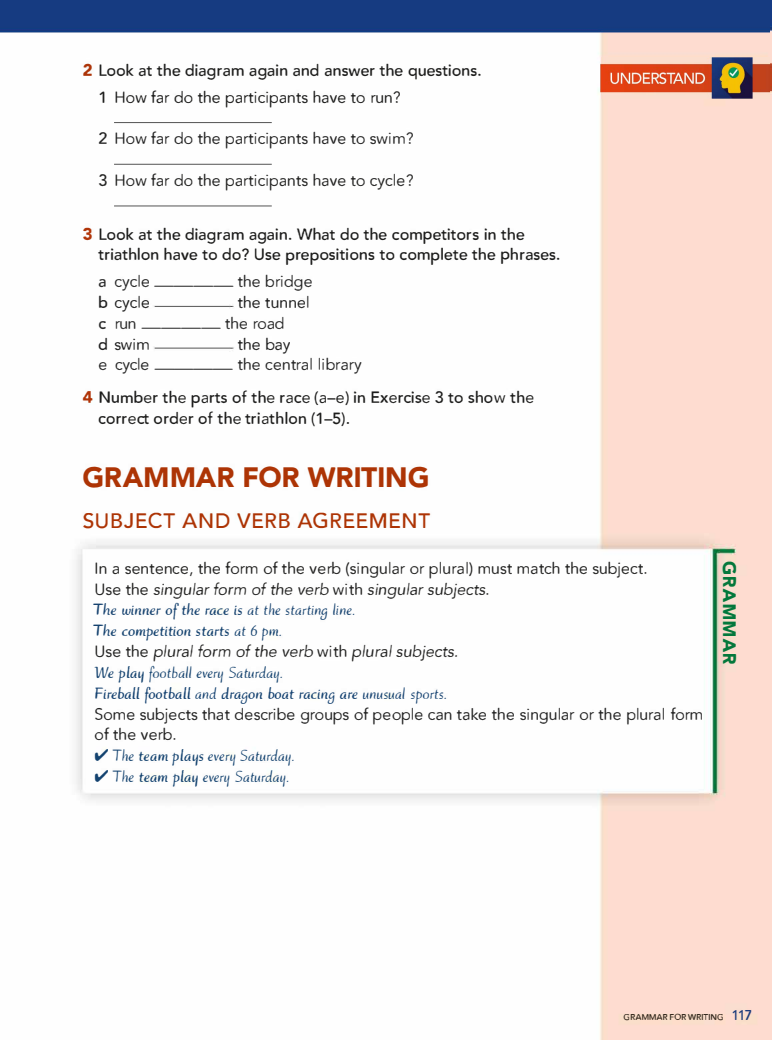 2 Look at the diagram again and answer the questions.
UNDERSTAND
1 How far do the participants have to run?
2 How far do the participants have to swim?
3 How far do the participants have to cycle?
3 Look at the diagram again. What do the competitors in the
triathlon have to do? Use prepositions to complete the phrases.
a cycle __________ the bridge
b cycle __________ the tunnel
c run __________ the road
d swim __________ the bay
e cycle __________ the central library
4 Number the parts of the race (a–e) in Exercise 3 to show the
correct order of the triathlon (1–5).
GRAMMAR FOR WRITING
SUBJECT AND VERB AGREEMENT
GRAMMAR
In a sentence, the form of the verb (singular or plural) must match the subject.
Use the singular form of the verb with singular subjects.
The winner of the race is at the starting line.
The competition starts at 6 pm.
Use the plural form of the verb with plural subjects.
We play football every Saturday.
Fireball football and dragon boat racing are unusual sports.
Some subjects that describe groups of people can take the singular or the plural form
of the verb.
✔ The team plays every Saturday.
✔ The team play every Saturday.
GRAMMAR FOR WRITING 117